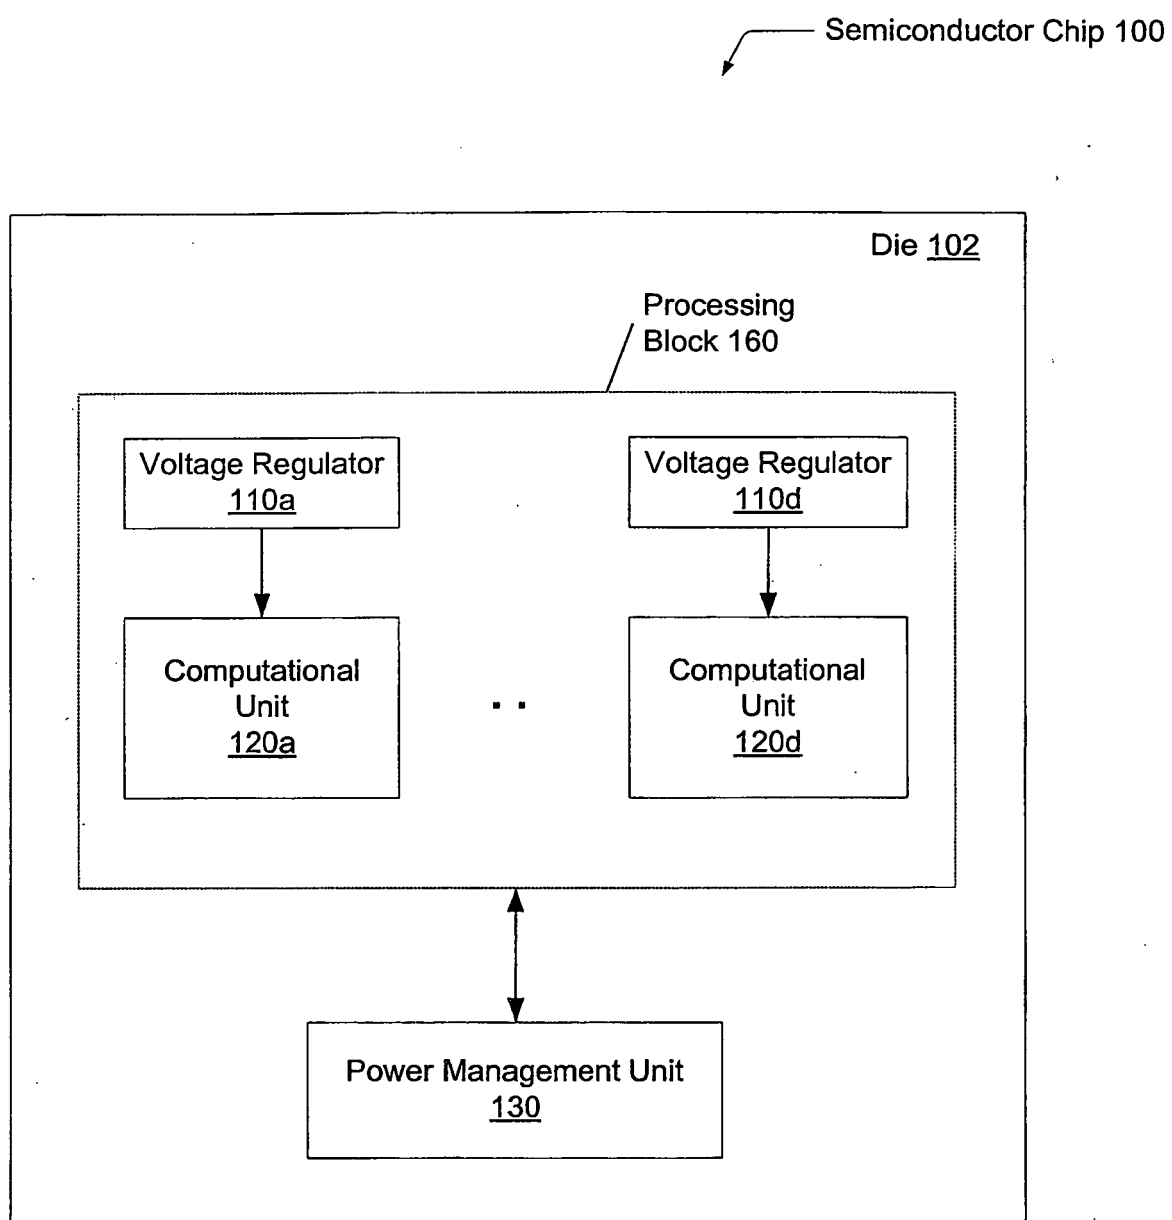 Semiconductor Chip 100
Die 102
Processing
Block 160
Voltage Regulator
110a
Voltage Regulator
110d
Computational
Unit
120a
. .
Computational
Unit
120d
Power Management Unit
130